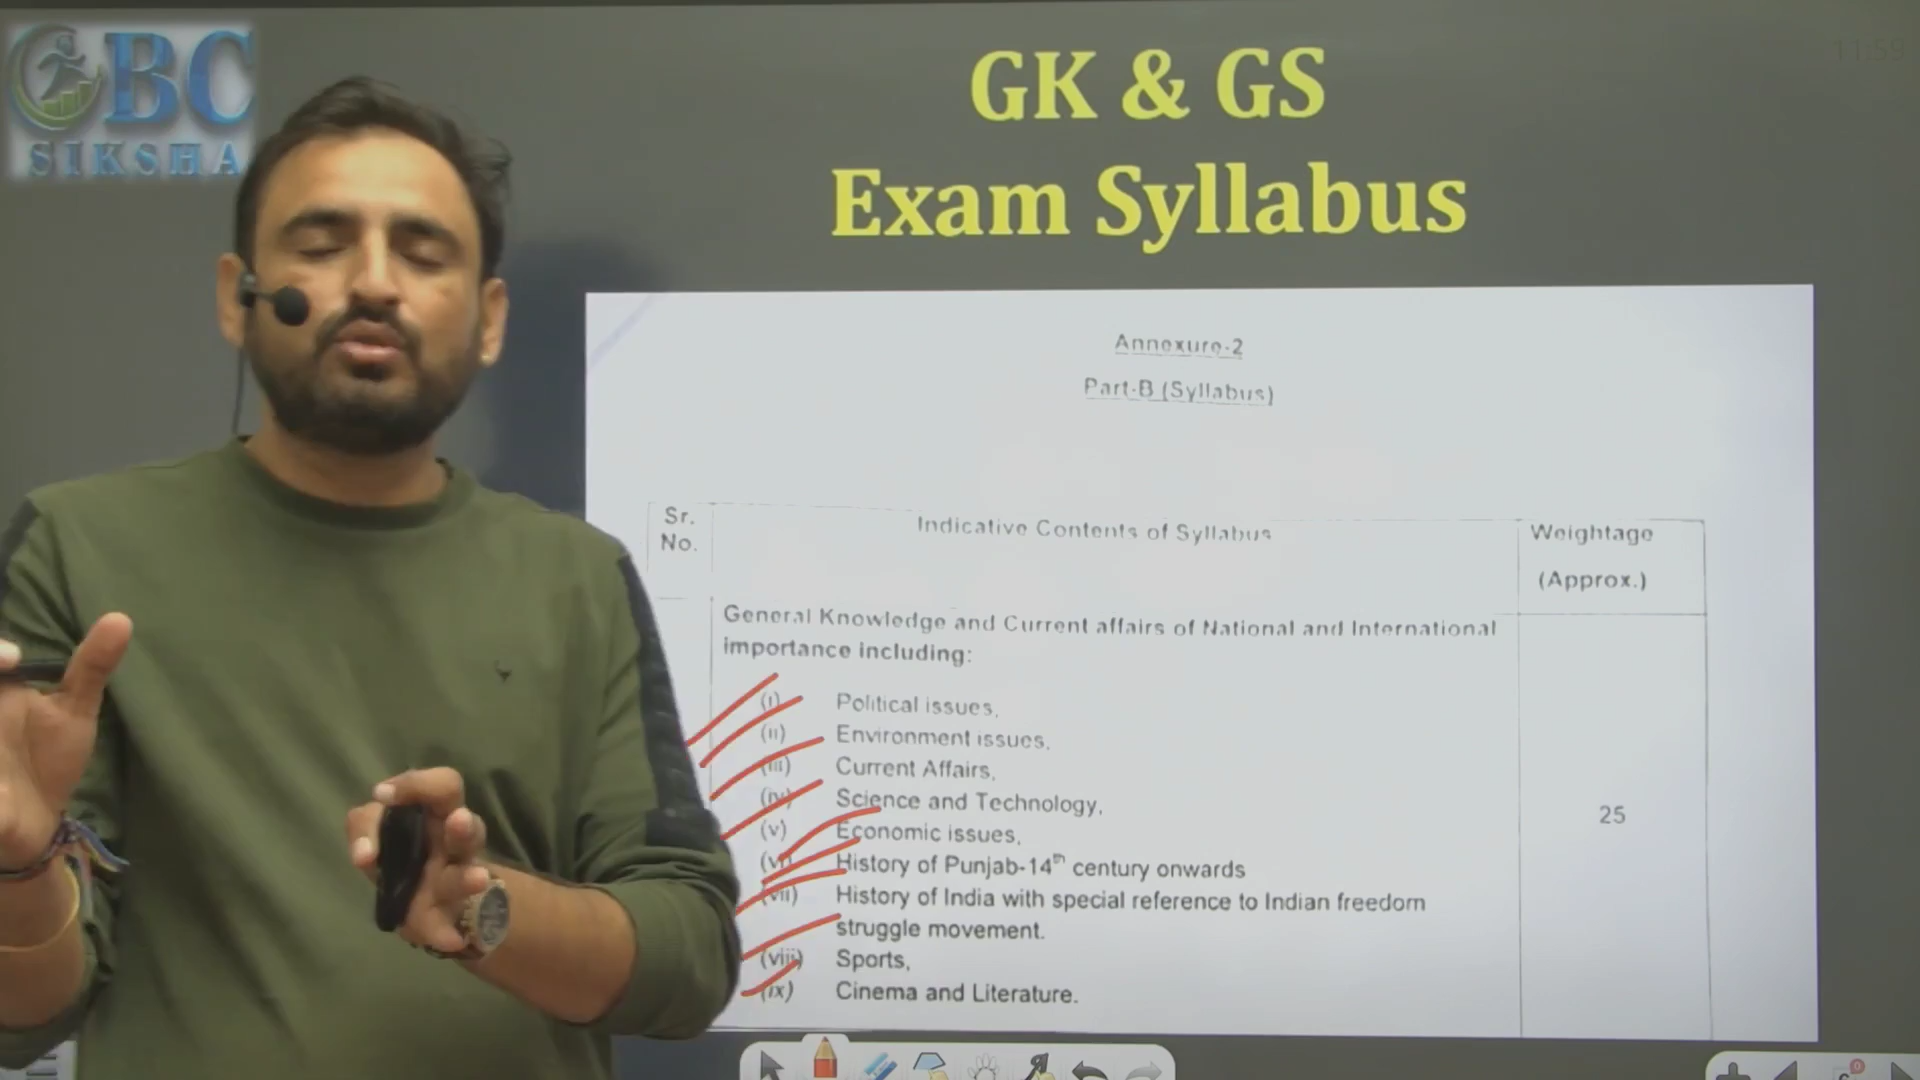 BC
SIKSHA
11:59
GK & GS
Exam Syllabus
Annexure-2
Part-B (Syllabus)
Sr.
No.
Indicative Contents of Syllabus
Weightage
(Approx.)
General Knowledge and Current affairs of National and International
importance including:
(i) Political issues,
(ii) Environment issues,
(iii) Current Affairs,
(iv) Science and Technology,
(v) Economic issues,
(vi) History of Punjab-14th century onwards
(vii) History of India with special reference to Indian freedom
struggle movement.
(viii) Sports,
(ix) Cinema and Literature.
25